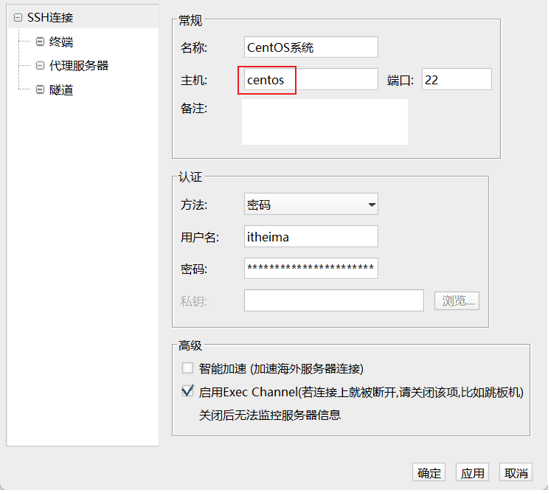 SSH连接
终端
代理服务器
隧道
常规
名称: CentOS系统
主机: centos 端口: 22
备注:
认证
方法: 密码
用户名: itheima
密码: ***********************
私钥: 浏览...
高级
智能加速 (加速海外服务器连接)
启用Exec Channel(若连接上就被断开,请关闭该项,比如跳板机)
关闭后无法监控服务器信息
确定 应用 取消